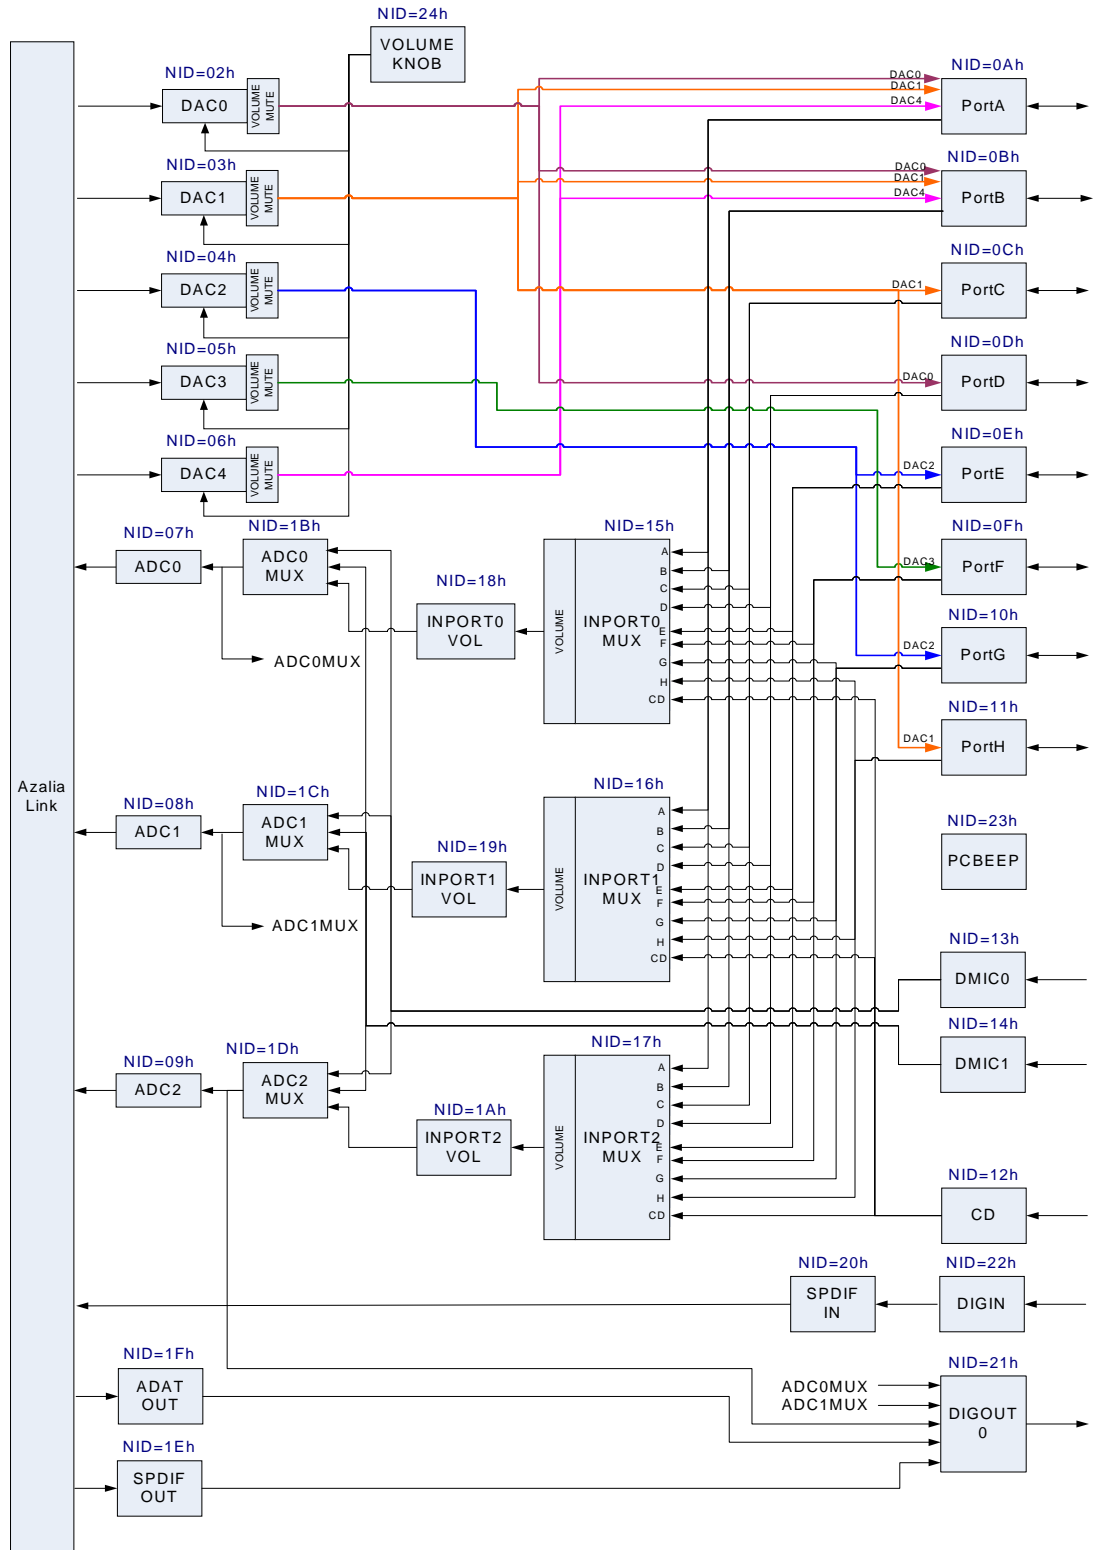 NID=24h
VOLUME
KNOB
NID=02h
DAC0
VOLUME
MUTE
NID=03h
DAC1
VOLUME
MUTE
NID=04h
DAC2
VOLUME
MUTE
NID=05h
DAC3
VOLUME
MUTE
NID=06h
DAC4
VOLUME
MUTE
DAC0
DAC1
DAC4
NID=0Ah
PortA
DAC0
DAC1
DAC4
NID=0Bh
PortB
DAC1
NID=0Ch
PortC
DAC0
NID=0Dh
PortD
DAC2
NID=0Eh
PortE
DAC3
NID=0Fh
PortF
DAC2
NID=10h
PortG
DAC1
NID=11h
PortH
NID=07h
ADC0
NID=1Bh
ADC0
MUX
ADC0MUX
NID=18h
INPORT0
VOL
NID=15h
VOLUME
INPORT0
MUX
A
B
C
D
E
F
G
H
CD
Azalia
Link
NID=08h
ADC1
NID=1Ch
ADC1
MUX
ADC1MUX
NID=19h
INPORT1
VOL
NID=16h
VOLUME
INPORT1
MUX
A
B
C
D
E
F
G
H
CD
NID=23h
PCBEEP
NID=13h
DMIC0
NID=14h
DMIC1
NID=09h
ADC2
NID=1Dh
ADC2
MUX
NID=1Ah
INPORT2
VOL
NID=17h
VOLUME
INPORT2
MUX
A
B
C
D
E
F
G
H
CD
NID=12h
CD
NID=20h
SPDIF
IN
NID=22h
DIGIN
NID=1Fh
ADAT
OUT
NID=1Eh
SPDIF
OUT
ADC0MUX
ADC1MUX
NID=21h
DIGOUT
0